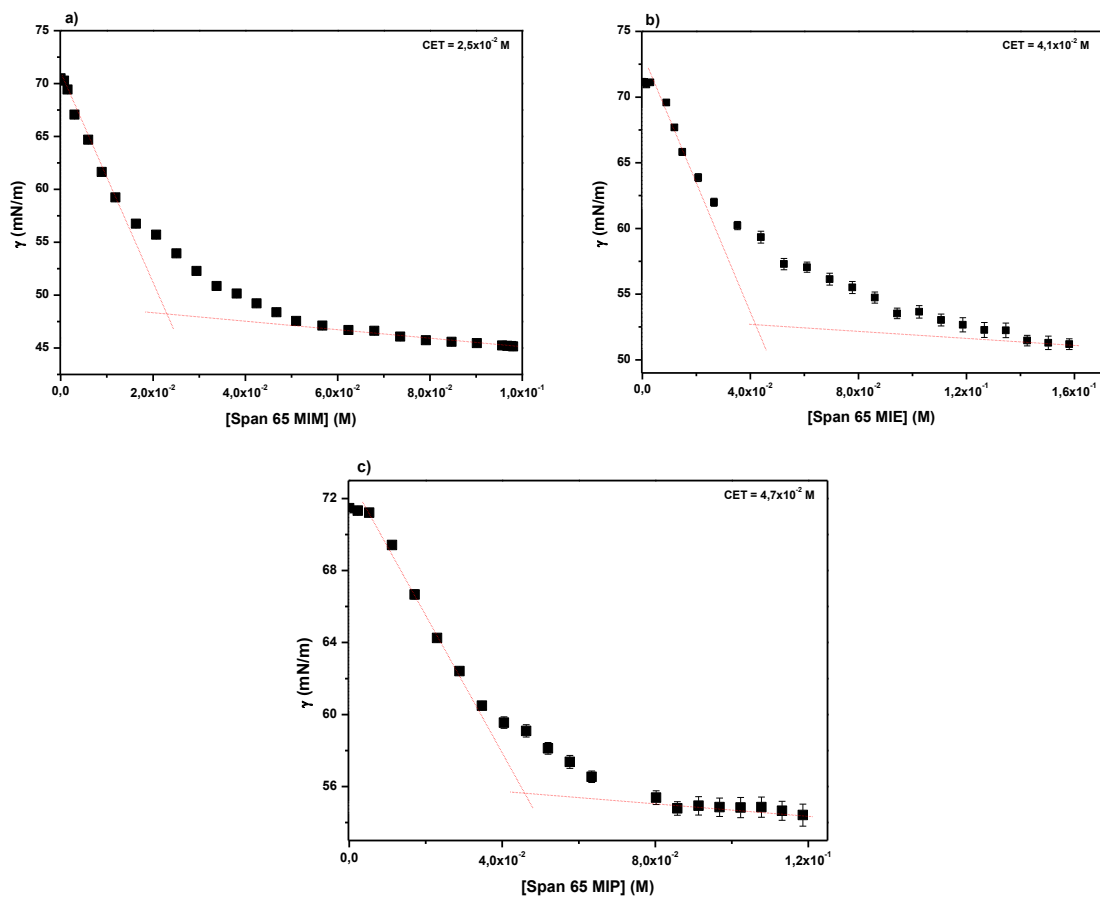 a)
CET = 2,5x10⁻² M
75
70
65
60
55
50
45
γ (mN/m)
0,0 2,0x10⁻² 4,0x10⁻² 6,0x10⁻² 8,0x10⁻² 1,0x10⁻¹
[Span 65 MIM] (M)
b)
CET = 4,1x10⁻² M
75
70
65
60
55
50
γ (mN/m)
0,0 4,0x10⁻² 8,0x10⁻² 1,2x10⁻¹ 1,6x10⁻¹
[Span 65 MIE] (M)
c)
CET = 4,7x10⁻² M
72
68
64
60
56
γ (mN/m)
0,0 4,0x10⁻² 8,0x10⁻² 1,2x10⁻¹
[Span 65 MIP] (M)